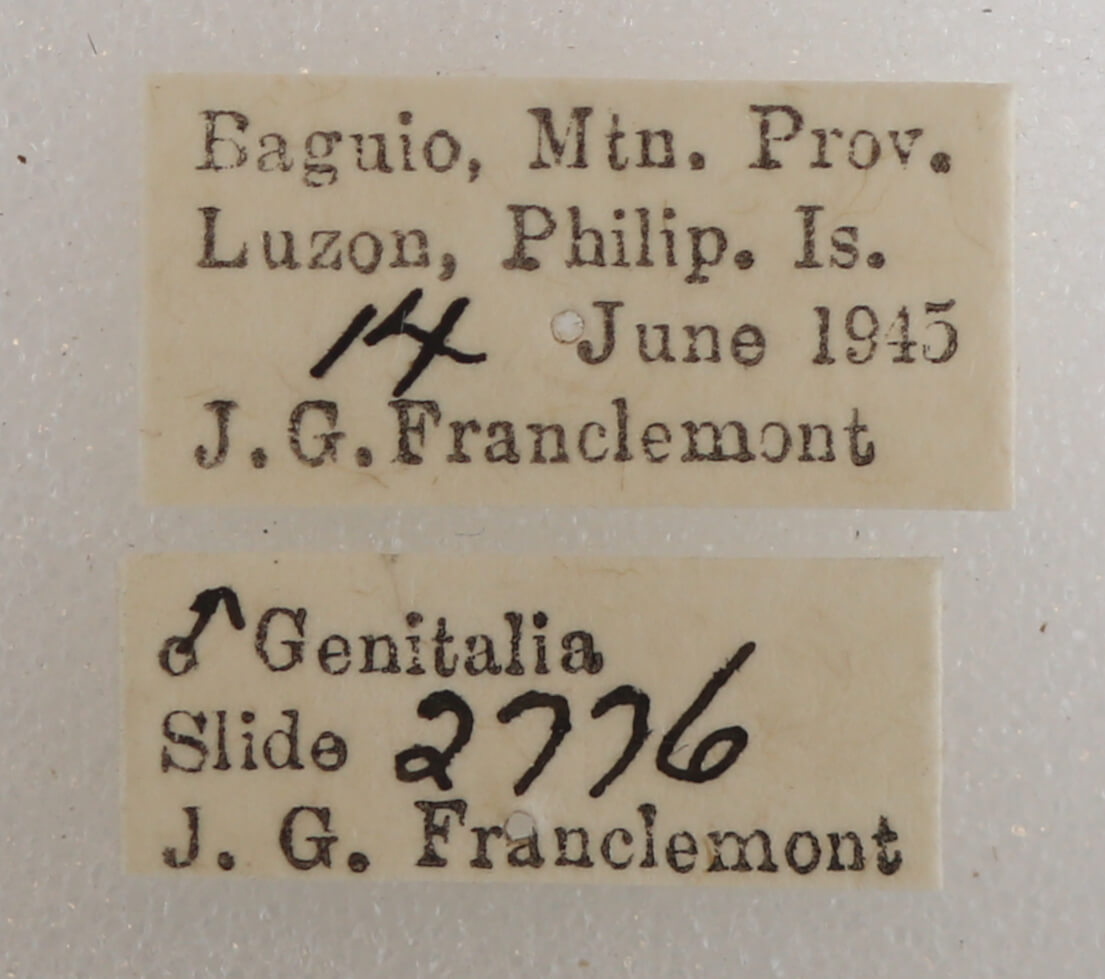 Baguio, Mtn. Prov.
Luzon, Philip. Is.
14 June 1945
J. G. Franclemont
♂ Genitalia
Slide 2776
J. G. Franclemont